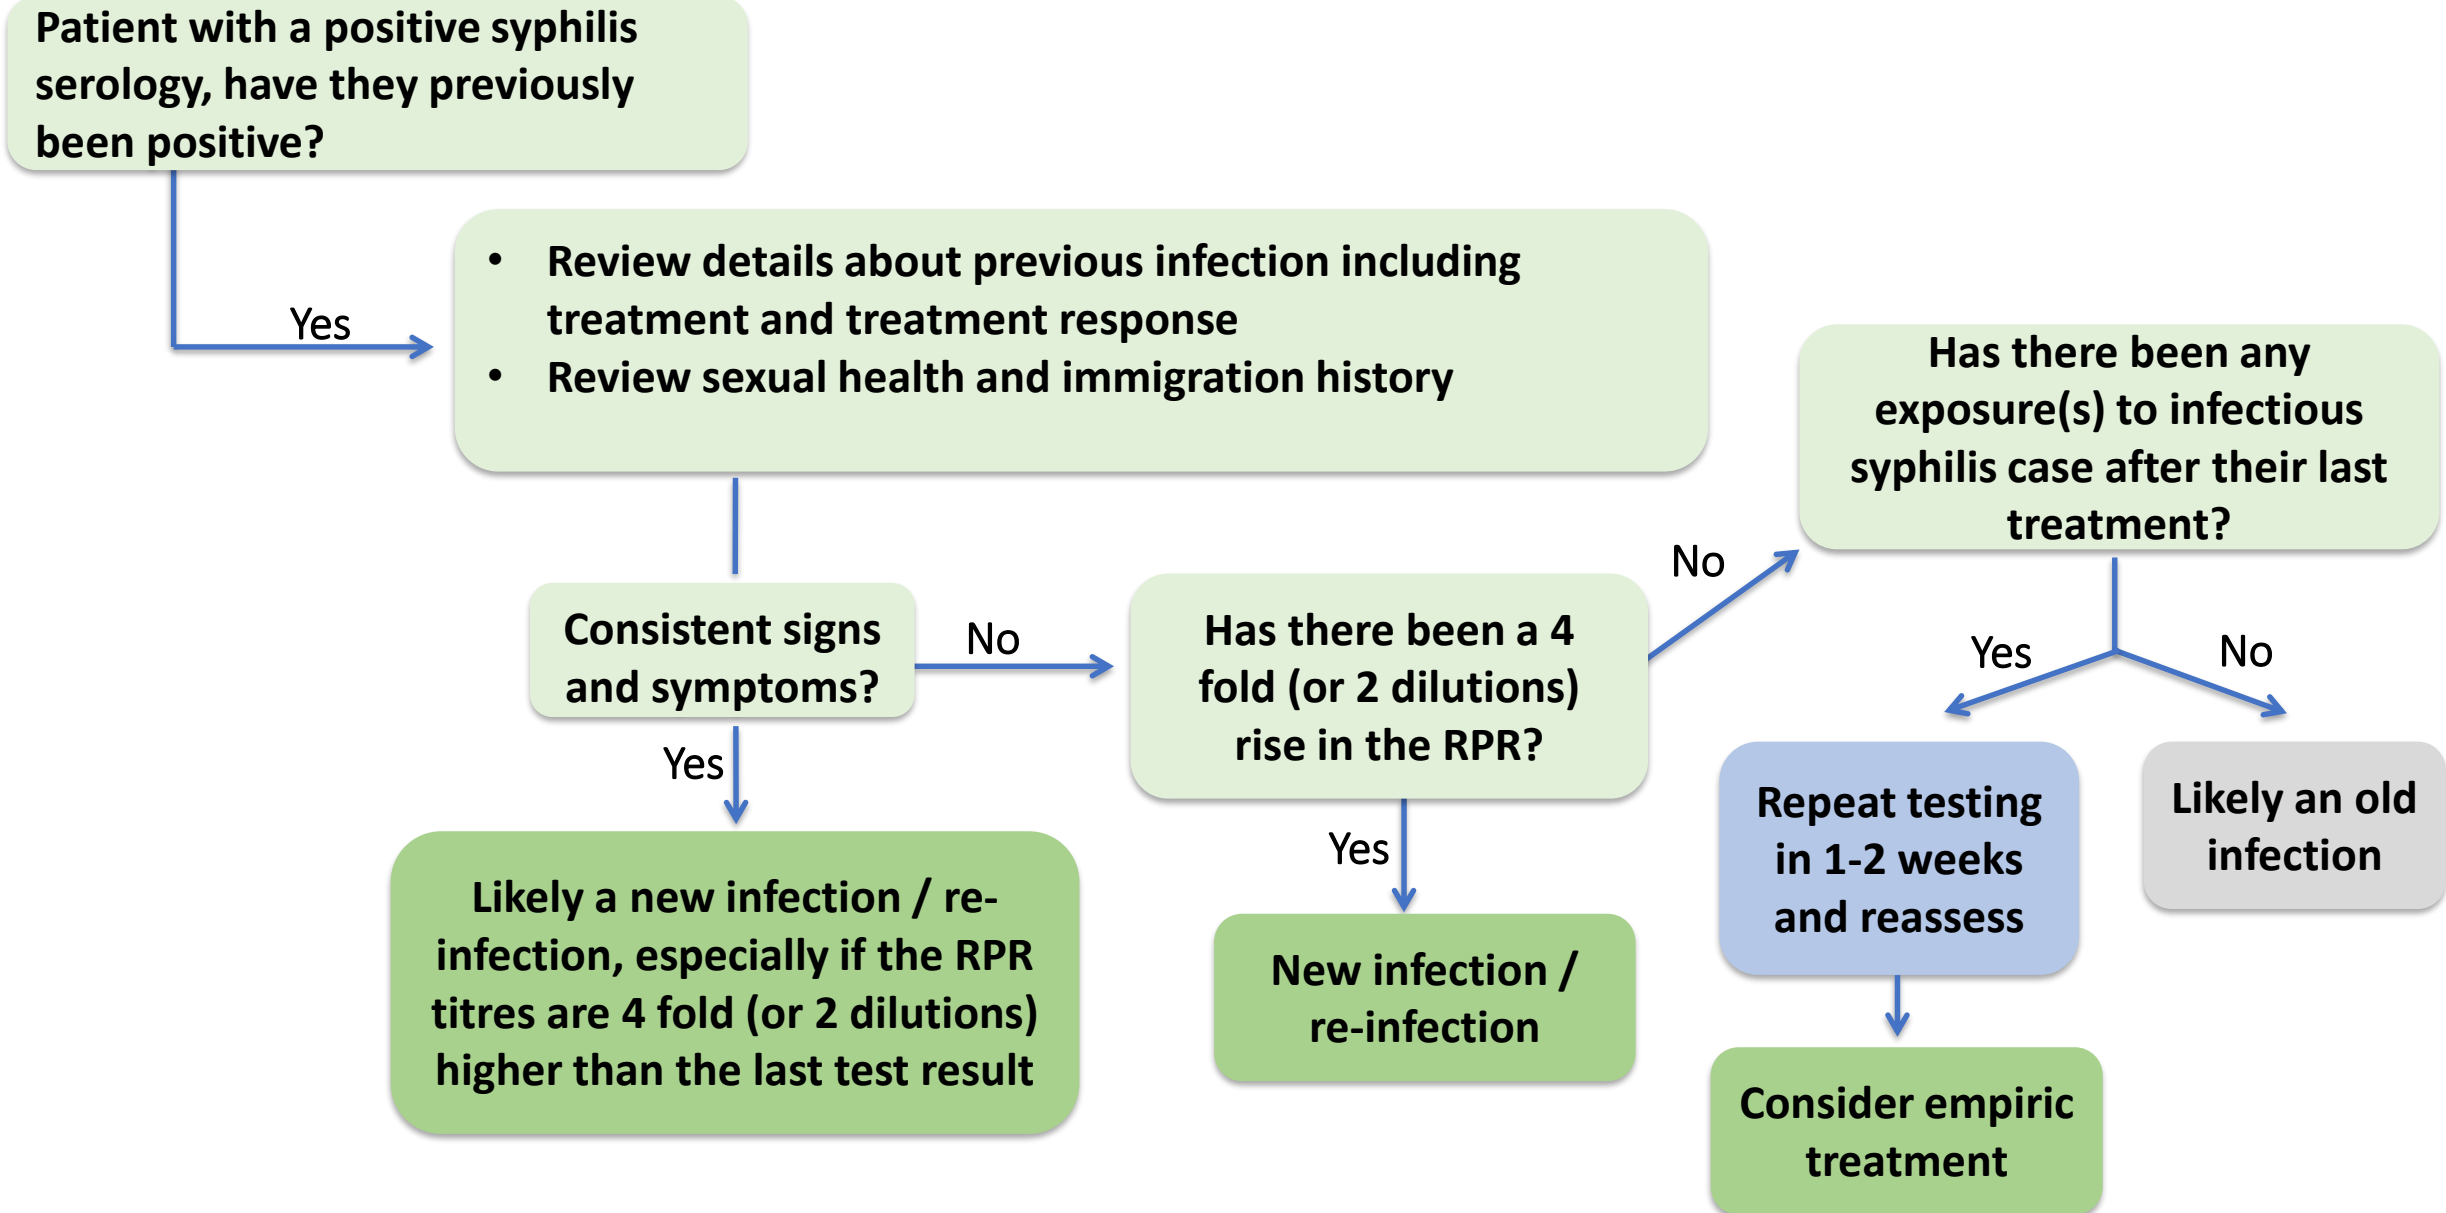 Patient with a positive syphilis
serology, have they previously
been positive?
Yes
• Review details about previous infection including
treatment and treatment response
• Review sexual health and immigration history
Consistent signs
and symptoms?
No
Yes
Likely a new infection / re-
infection, especially if the RPR
titres are 4 fold (or 2 dilutions)
higher than the last test result
Has there been a 4
fold (or 2 dilutions)
rise in the RPR?
No
Yes
New infection /
re-infection
Has there been any
exposure(s) to infectious
syphilis case after their last
treatment?
Yes
No
Repeat testing
in 1-2 weeks
and reassess
Likely an old
infection
Consider empiric
treatment